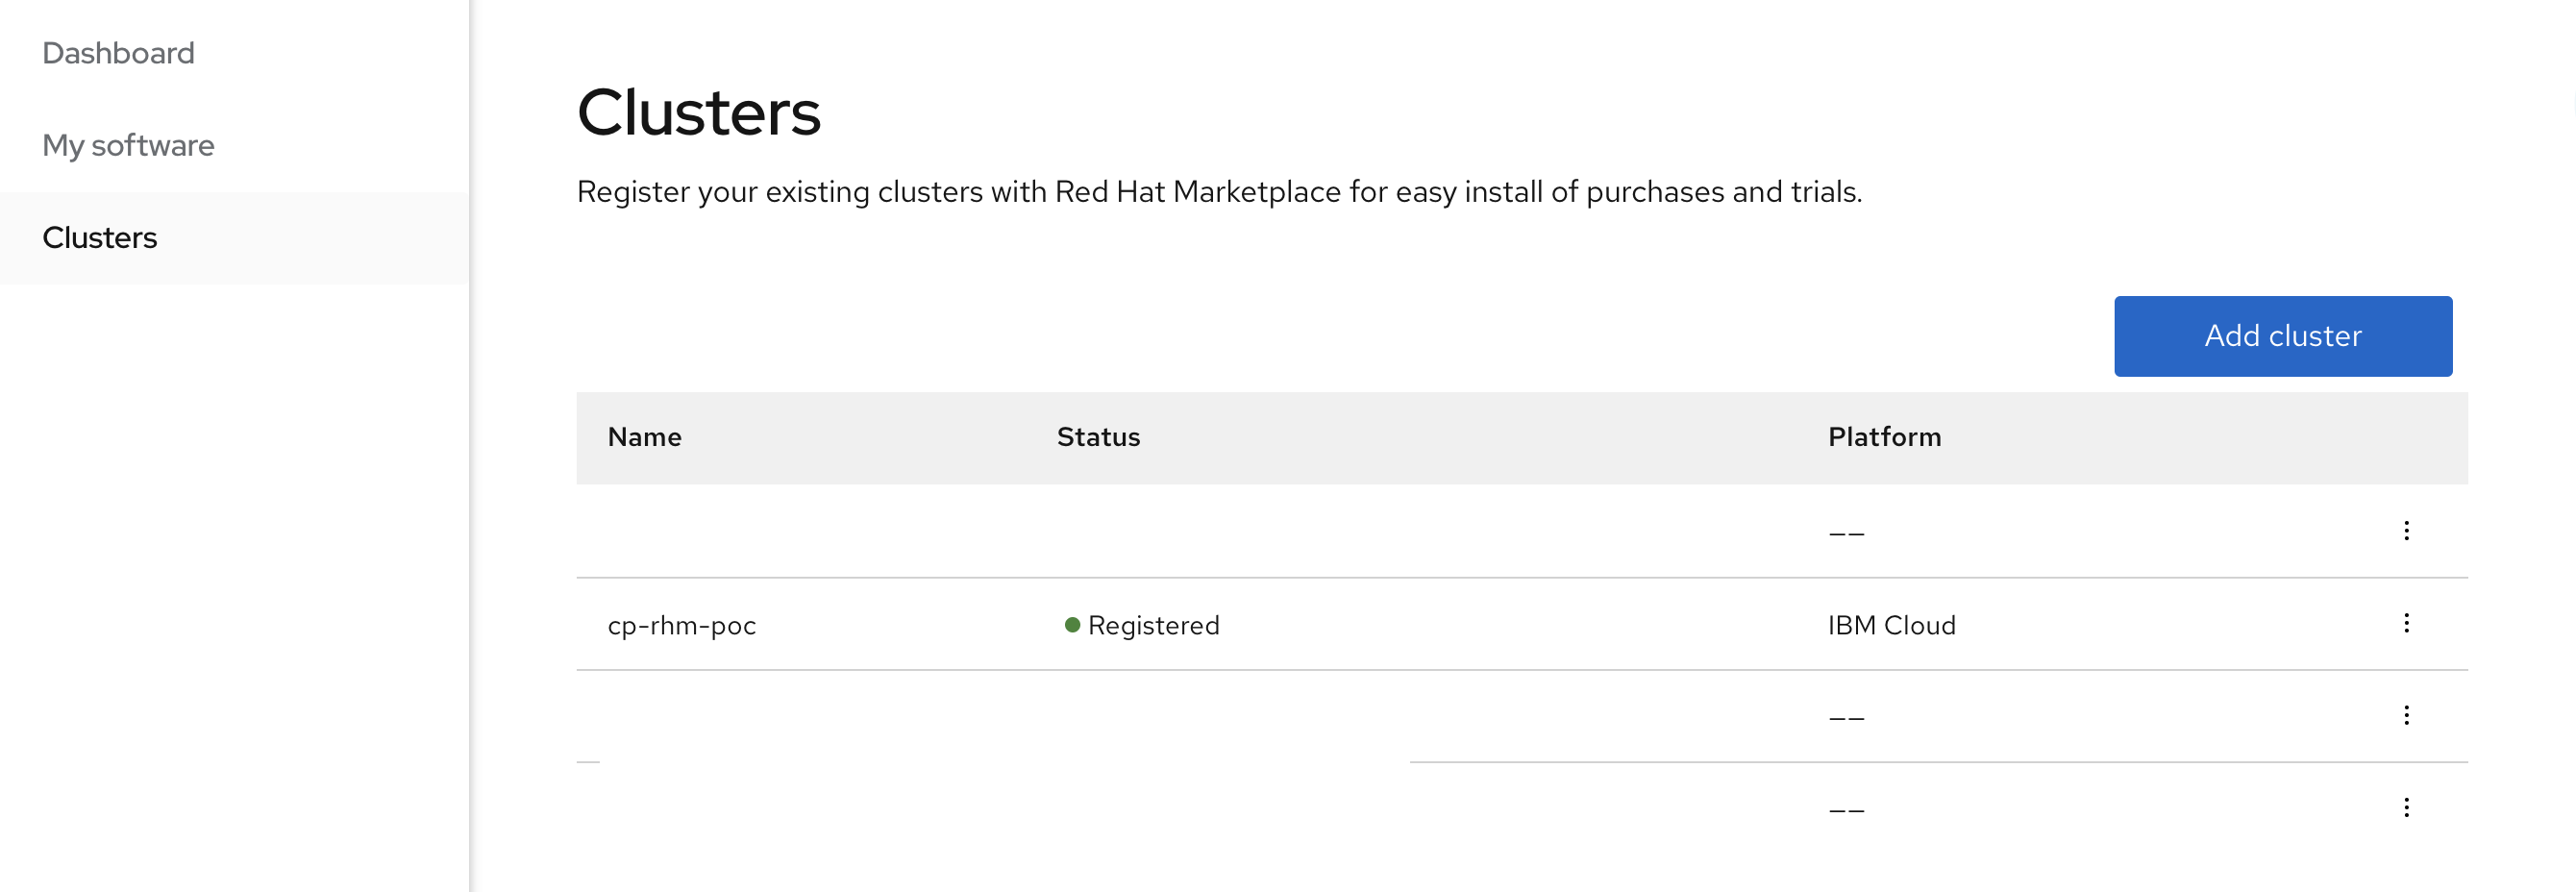 Dashboard
My software
Clusters
Clusters
Register your existing clusters with Red Hat Marketplace for easy install of purchases and trials.
Add cluster
Name Status Platform
––
cp-rhm-poc Registered IBM Cloud
––
––